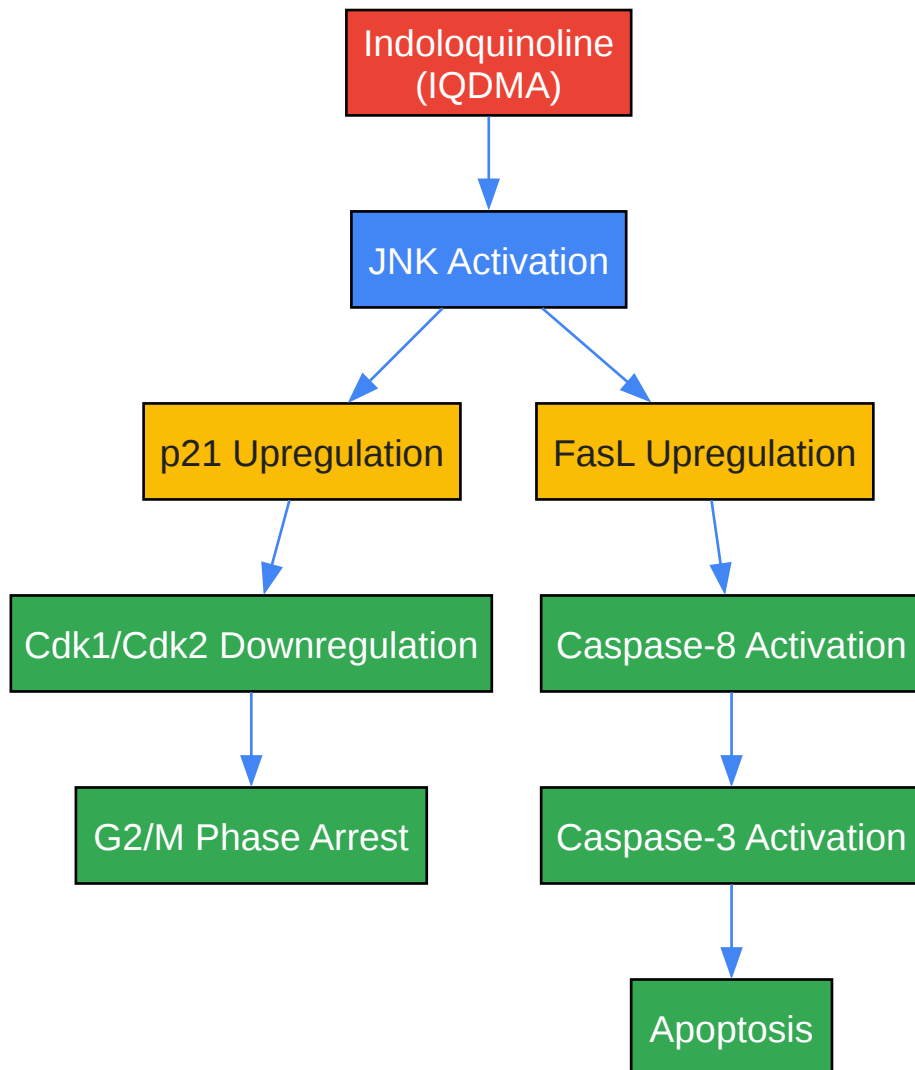 Indoloquinoline
(IQDMA)
JNK Activation
p21 Upregulation
FasL Upregulation
Cdk1/Cdk2 Downregulation
Caspase-8 Activation
G2/M Phase Arrest
Caspase-3 Activation
Apoptosis